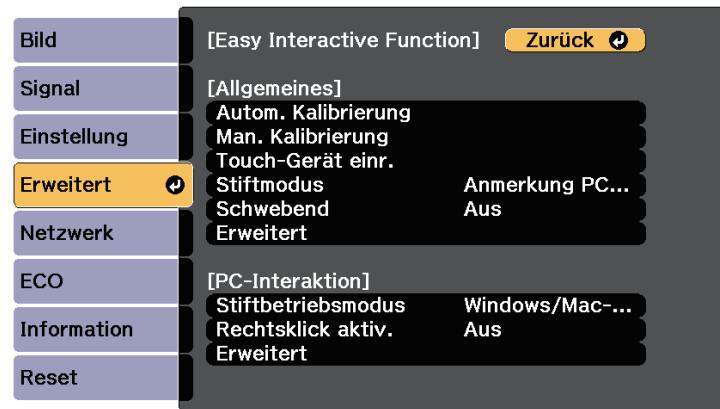 Bild
Signal
Einstellung
Erweitert
Netzwerk
ECO
Information
Reset
[Easy Interactive Function] Zurück
[Allgemeines]
Autom. Kalibrierung
Man. Kalibrierung
Touch-Gerät einr.
Stiftmodus Anmerkung PC...
Schwebend Aus
Erweitert
[PC-Interaktion]
Stiftbetriebsmodus Windows/Mac-...
Rechtsklick aktiv. Aus
Erweitert